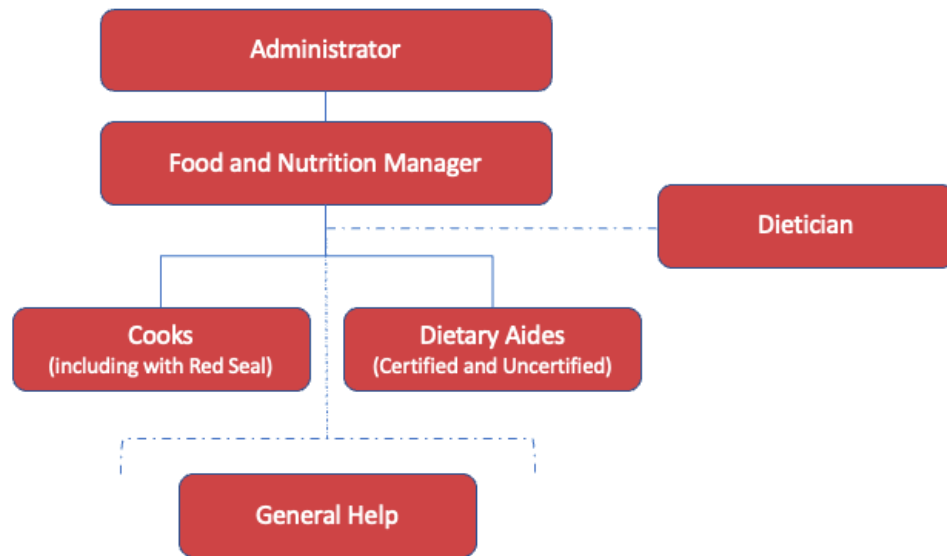 Administrator
Food and Nutrition Manager
Dietician
Cooks
(including with Red Seal)
Dietary Aides
(Certified and Uncertified)
General Help